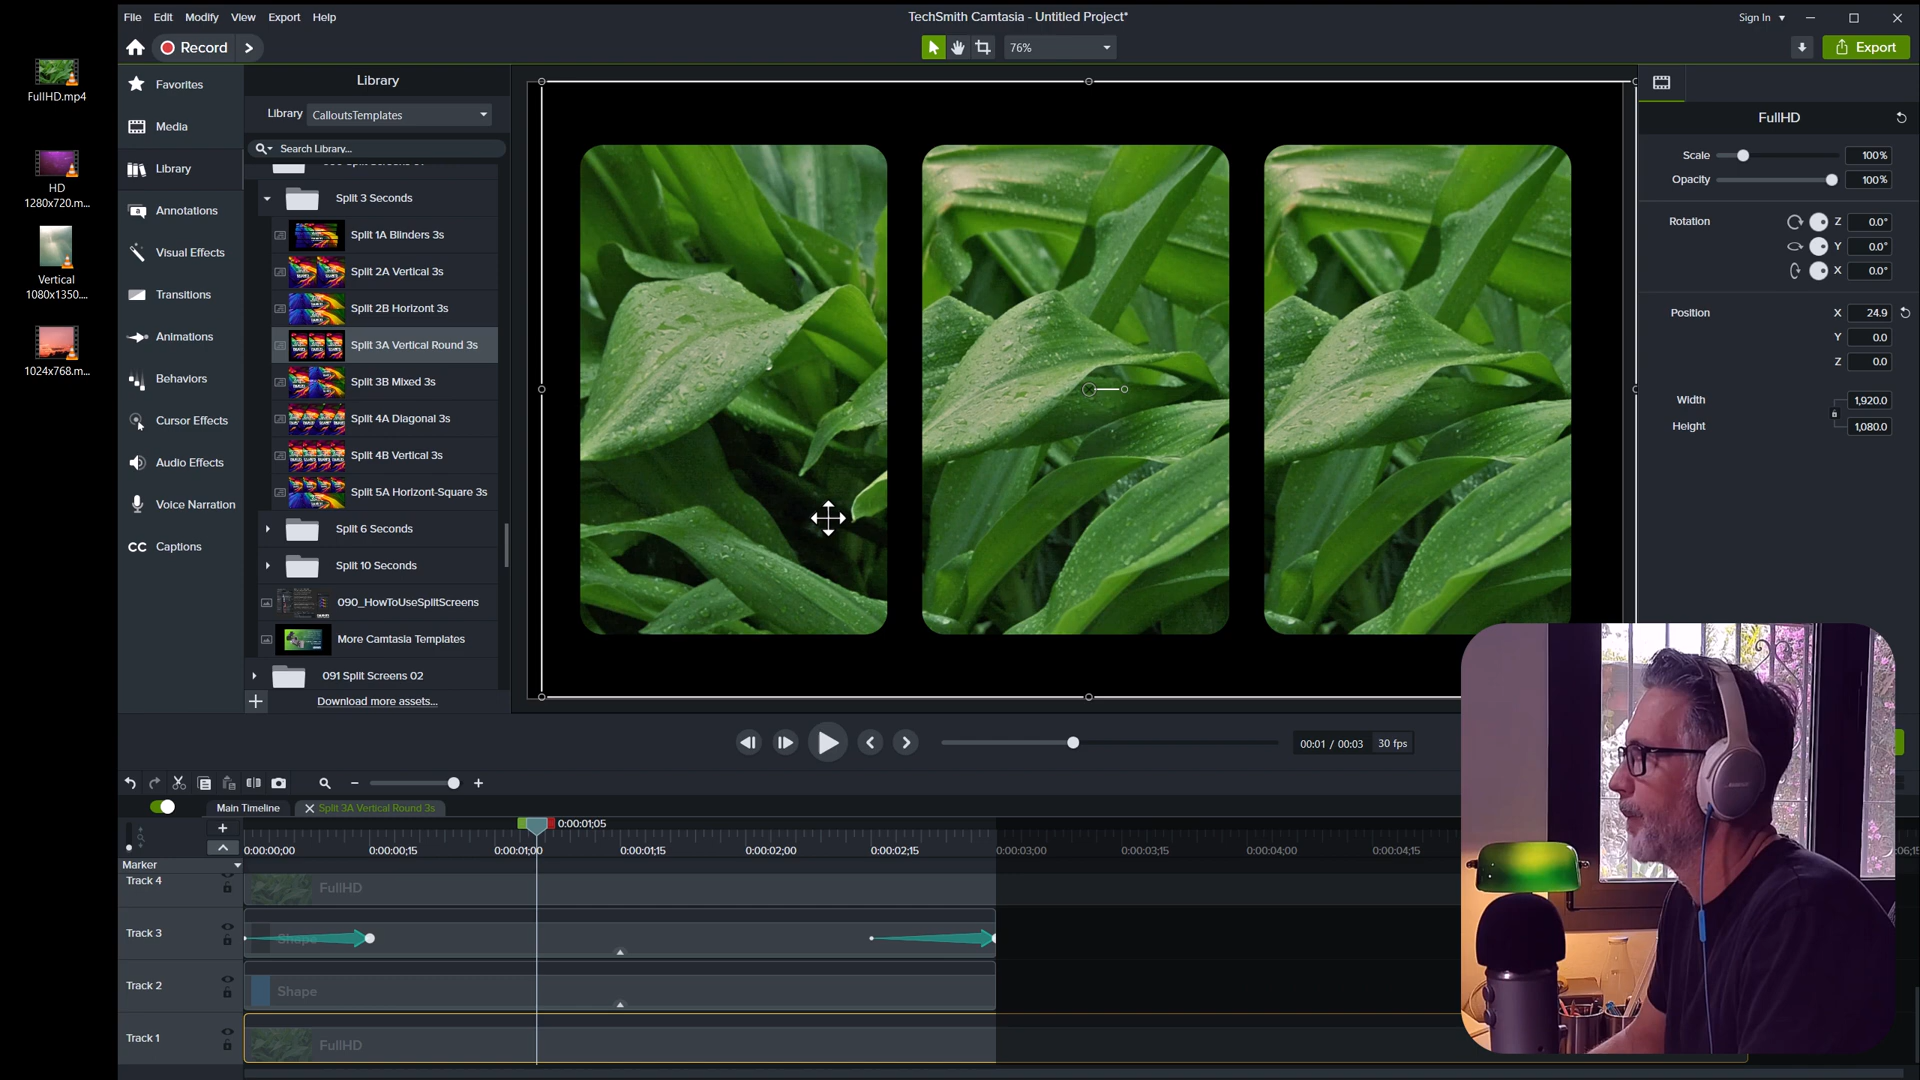 File Edit Modify View Export Help
TechSmith Camtasia - Untitled Project*
Sign In
Record
76%
Export
FullHD.mp4
HD
1280x720.m...
Vertical
1080x1350....
1024x768.m...
Favorites
Media
Library
Annotations
Visual Effects
Transitions
Animations
Behaviors
Cursor Effects
Audio Effects
Voice Narration
CC Captions
Library
Library CalloutsTemplates
Search Library...
Split 3 Seconds
Split 1A Blinders 3s
Split 2A Vertical 3s
Split 2B Horizont 3s
Split 3A Vertical Round 3s
Split 3B Mixed 3s
Split 4A Diagonal 3s
Split 4B Vertical 3s
Split 5A Horizont-Square 3s
Split 6 Seconds
Split 10 Seconds
090_HowToUseSplitScreens
More Camtasia Templates
091 Split Screens 02
Download more assets...
FullHD
Scale 100%
Opacity 100%
Rotation Z 0.0°
Y 0.0°
X 0.0°
Position X 24.9
Y 0.0
Z 0.0
Width 1,920.0
Height 1,080.0
00:01 / 00:03 30 fps
Main Timeline Split 3A Vertical Round 3s
0:00:01;05
0:00:00;00 0:00:00;15 0:00:01;00 0:00:01;15 0:00:02;00 0:00:02;15 0:00:03;00 0:00:03;15 0:00:04;00 0:00:04;15
Marker
Track 4 FullHD
Track 3 Shape
Track 2 Shape
Track 1 FullHD